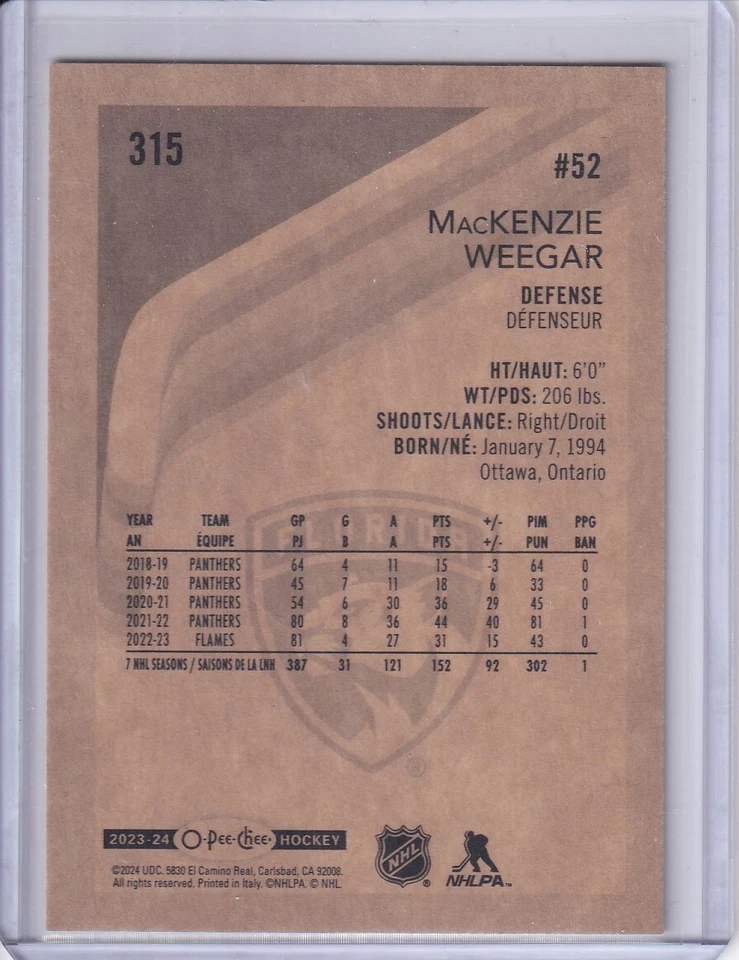 315
#52
MacKENZIE
WEEGAR
DEFENSE
DÉFENSEUR
HT/HAUT: 6'0"
WT/PDS: 206 lbs.
SHOOTS/LANCE: Right/Droit
BORN/NÉ: January 7, 1994
Ottawa, Ontario
FLORIDA
YEAR TEAM GP G A PTS +/- PIM PPG
AN ÉQUIPE PJ B A PTS +/- PUN BAN
2018-19 PANTHERS 64 4 11 15 -3 64 0
2019-20 PANTHERS 45 7 11 18 6 33 0
2020-21 PANTHERS 54 6 30 36 29 45 0
2021-22 PANTHERS 80 8 36 44 40 81 1
2022-23 FLAMES 81 4 27 31 15 43 0
7 NHL SEASONS / SAISONS DE LA LNH 387 31 121 152 92 302 1
®
2023-24 O-Pee-Chee HOCKEY
NHL ®
NHLPA™
©2024 UDC. 5830 El Camino Real, Carlsbad, CA 92008.
All rights reserved. Printed in Italy. ©NHLPA. © NHL.